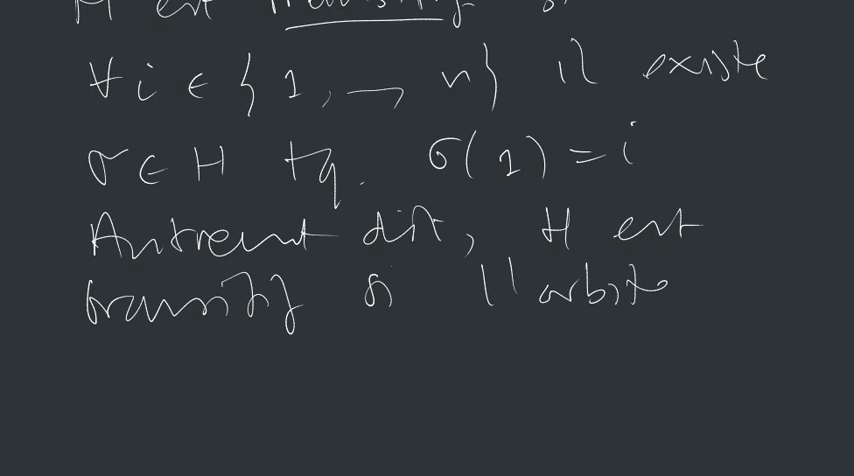 H est transitif si
∀ i ∈ { 1, → n} il existe
σ ∈ H tq. σ(1) = i
Autrement dit, H est
transitif si l'orbite